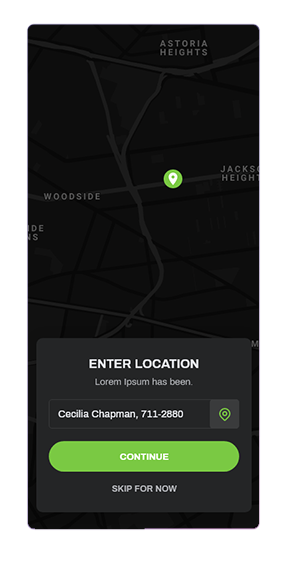 ASTORIA
HEIGHTS
JACKSO
HEIGHT
WOODSIDE
IDE
NS
M
ENTER LOCATION
Lorem Ipsum has been.
Cecilia Chapman, 711-2880
CONTINUE
SKIP FOR NOW